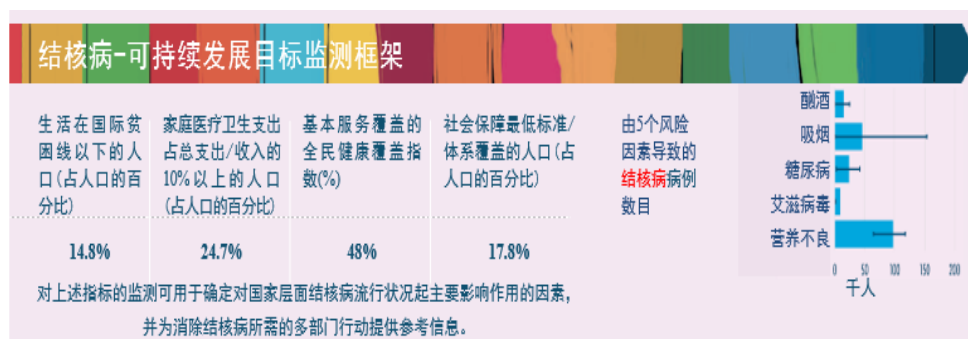 结核病-可持续发展目标监测框架
生活在国际贫
困线以下的人
口(占人口的百
分比)
14.8%
家庭医疗卫生支出
占总支出/收入的
10%以上的人口
(占人口的百分比)
24.7%
基本服务覆盖的
全民健康覆盖指
数(%)
48%
社会保障最低标准/
体系覆盖的人口(占
人口的百分比)
17.8%
由5个风险
因素导致的
结核病病例
数目
酗酒
吸烟
糖尿病
艾滋病毒
营养不良
0 50 100 150 200
千人
对上述指标的监测可用于确定对国家层面结核病流行状况起主要影响作用的因素，
并为消除结核病所需的多部门行动提供参考信息。